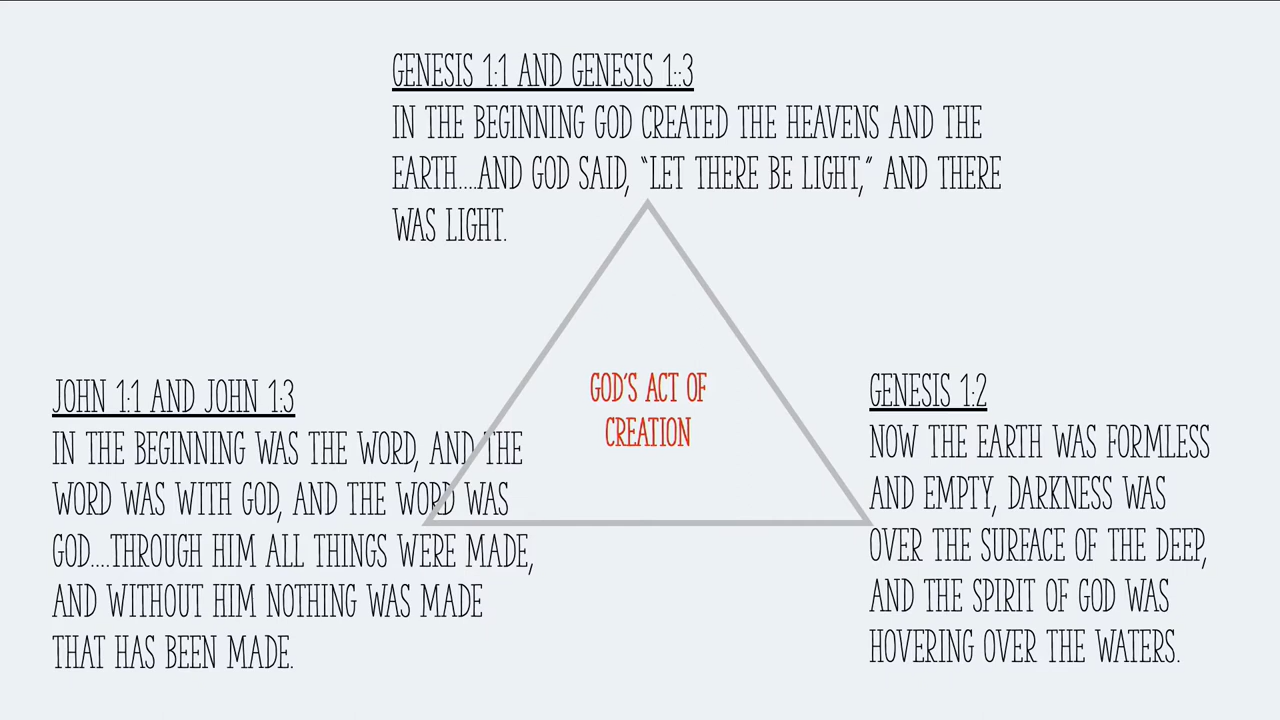 GENESIS 1:1 AND GENESIS 1::3
IN THE BEGINNING GOD CREATED THE HEAVENS AND THE
EARTH....AND GOD SAID, “LET THERE BE LIGHT,” AND THERE
WAS LIGHT.
GOD'S ACT OF
CREATION
JOHN 1:1 AND JOHN 1:3
IN THE BEGINNING WAS THE WORD, AND THE
WORD WAS WITH GOD, AND THE WORD WAS
GOD....THROUGH HIM ALL THINGS WERE MADE,
AND WITHOUT HIM NOTHING WAS MADE
THAT HAS BEEN MADE.
GENESIS 1:2
NOW THE EARTH WAS FORMLESS
AND EMPTY, DARKNESS WAS
OVER THE SURFACE OF THE DEEP,
AND THE SPIRIT OF GOD WAS
HOVERING OVER THE WATERS.